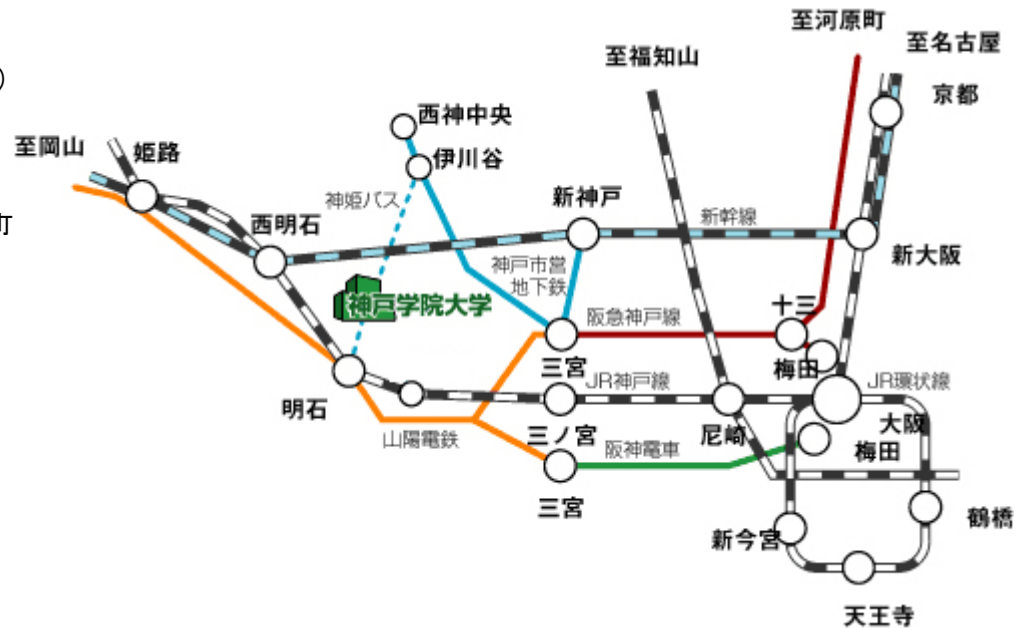 至河原町
至名古屋
至福知山
)
京都
西神中央
至岡山
姫路
伊川谷
神姫バス
新神戸
町
西明石
新幹線
新大阪
神戸市営
地下鉄
神戸学院大学
十三
阪急神戸線
三宮
梅田
JR神戸線
JR環状線
明石
大阪
三ノ宮
尼崎
山陽電鉄
阪神電車
梅田
三宮
新今宮
鶴橋
天王寺